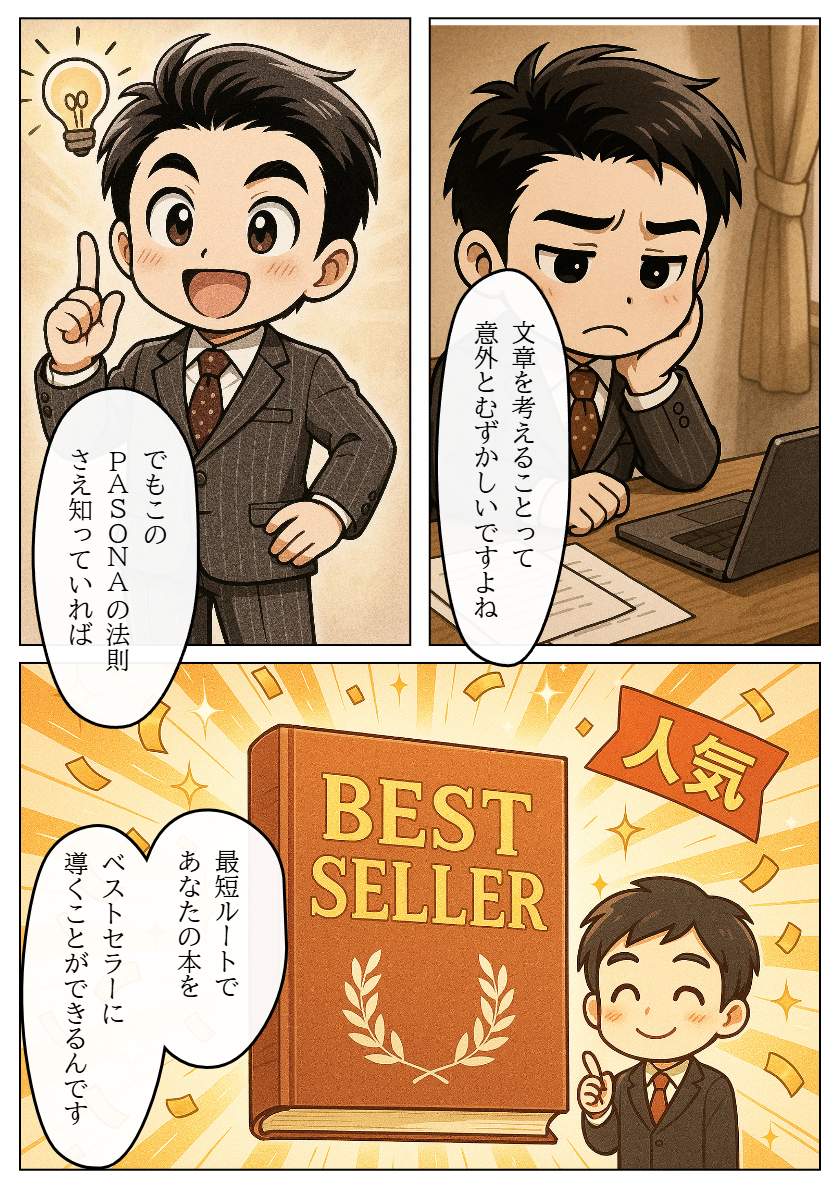 文章を考えることって
意外とむずかしいですよね
でもこの
PASONAの法則
さえ知っていれば
人気
BEST
SELLER
最短ルートで
あなたの本を
ベストセラーに
導くことができるんです